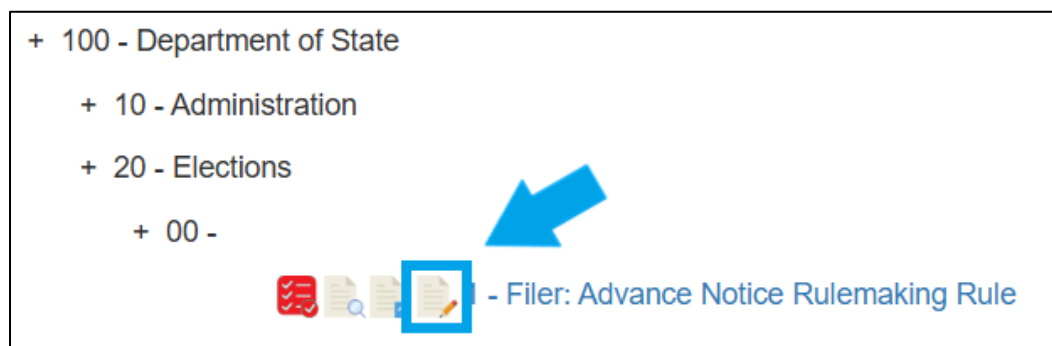 + 100 - Department of State
+ 10 - Administration
+ 20 - Elections
+ 00 -
- Filer: Advance Notice Rulemaking Rule